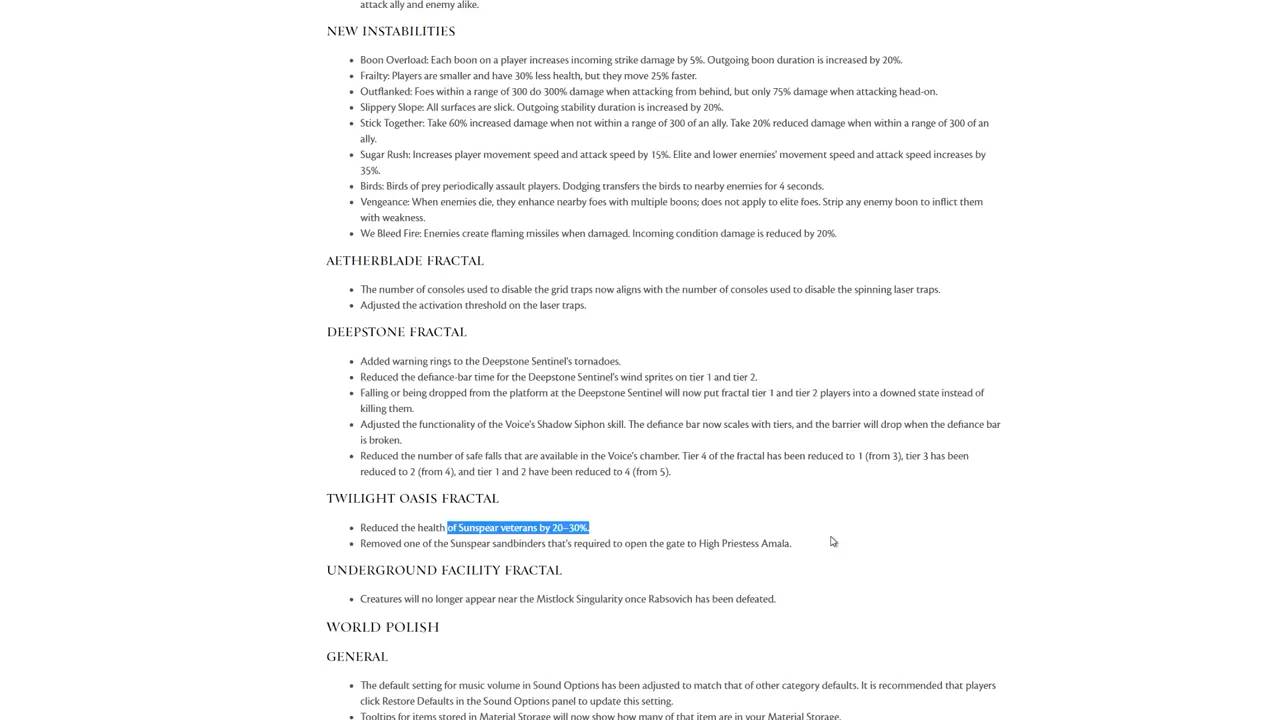 attack ally and enemy alike.
NEW INSTABILITIES
• Boon Overload: Each boon on a player increases incoming strike damage by 5%. Outgoing boon duration is increased by 20%.
• Frailty: Players are smaller and have 30% less health, but they move 25% faster.
• Outflanked: Foes within a range of 300 do 300% damage when attacking from behind, but only 75% damage when attacking head-on.
• Slippery Slope: All surfaces are slick. Outgoing stability duration is increased by 20%.
• Stick Together: Take 60% increased damage when not within a range of 300 of an ally. Take 20% reduced damage when within a range of 300 of an
ally.
• Sugar Rush: Increases player movement speed and attack speed by 15%. Elite and lower enemies' movement speed and attack speed increases by
35%.
• Birds: Birds of prey periodically assault players. Dodging transfers the birds to nearby enemies for 4 seconds.
• Vengeance: When enemies die, they enhance nearby foes with multiple boons; does not apply to elite foes. Strip any enemy boon to inflict them
with weakness.
• We Bleed Fire: Enemies create flaming missiles when damaged. Incoming condition damage is reduced by 20%.
AETHERBLADE FRACTAL
• The number of consoles used to disable the grid traps now aligns with the number of consoles used to disable the spinning laser traps.
• Adjusted the activation threshold on the laser traps.
DEEPSTONE FRACTAL
• Added warning rings to the Deepstone Sentinel's tornadoes.
• Reduced the defiance-bar time for the Deepstone Sentinel's wind sprites on tier 1 and tier 2.
• Falling or being dropped from the platform at the Deepstone Sentinel will now put fractal tier 1 and tier 2 players into a downed state instead of
killing them.
• Adjusted the functionality of the Voice's Shadow Siphon skill. The defiance bar now scales with tiers, and the barrier will drop when the defiance bar
is broken.
• Reduced the number of safe falls that are available in the Voice's chamber. Tier 4 of the fractal has been reduced to 1 (from 3), tier 3 has been
reduced to 2 (from 4), and tier 1 and 2 have been reduced to 4 (from 5).
TWILIGHT OASIS FRACTAL
• Reduced the health of Sunspear veterans by 20–30%.
• Removed one of the Sunspear sandbinders that's required to open the gate to High Priestess Amala.
UNDERGROUND FACILITY FRACTAL
• Creatures will no longer appear near the Mistlock Singularity once Rabsovich has been defeated.
WORLD POLISH
GENERAL
• The default setting for music volume in Sound Options has been adjusted to match that of other category defaults. It is recommended that players
click Restore Defaults in the Sound Options panel to update this setting.
• Tooltips for items stored in Material Storage will now show how many of that item are in your Material Storage.